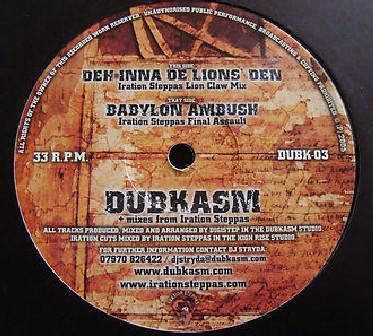 ALL RIGHTS OF THE OWNER OF THIS RECORDED WORK RESERVED. UNAUTHORISED PUBLIC PERFORMANCE, BROADCASTING & COPYING PROHIBITED.
THIS SIDE:
DEH INNA DE LIONS' DEN
Iration Steppas Lion Claw Mix
THAT SIDE:
BABYLON AMBUSH
Iration Steppas Final Assault
33 R.P.M.
DUBK-03
DUBKASM
+ mixes from Iration Steppas
ALL TRACKS PRODUCED, MIXED AND ARRANGED BY DIGISTEP IN THE DUBKASM STUDIO.
IRATION CUTS MIXED BY IRATION STEPPAS IN THE HIGH RISE STUDIO.
FOR FURTHER INFORMATION CONTACT DJ STRYDA
07970 826422 / djstryda@dubkasm.com
www.dubkasm.com
www.irationsteppas.com